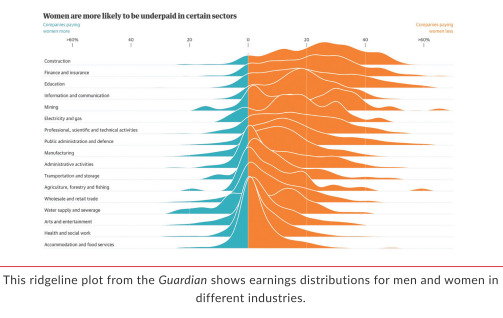 Women are more likely to be underpaid in certain sectors
Companies paying
women more
Companies paying
women less
>60% 40 20 0 20 40 >60%
Construction
Finance and insurance
Education
Information and communication
Mining
Electricity and gas
Professional, scientific and technical activities
Public administration and defence
Manufacturing
Administrative activities
Transportation and storage
Agriculture, forestry and fishing
Wholesale and retail trade
Water supply and sewerage
Arts and entertainment
Health and social work
Accommodation and food services
This ridgeline plot from the Guardian shows earnings distributions for men and women in
different industries.